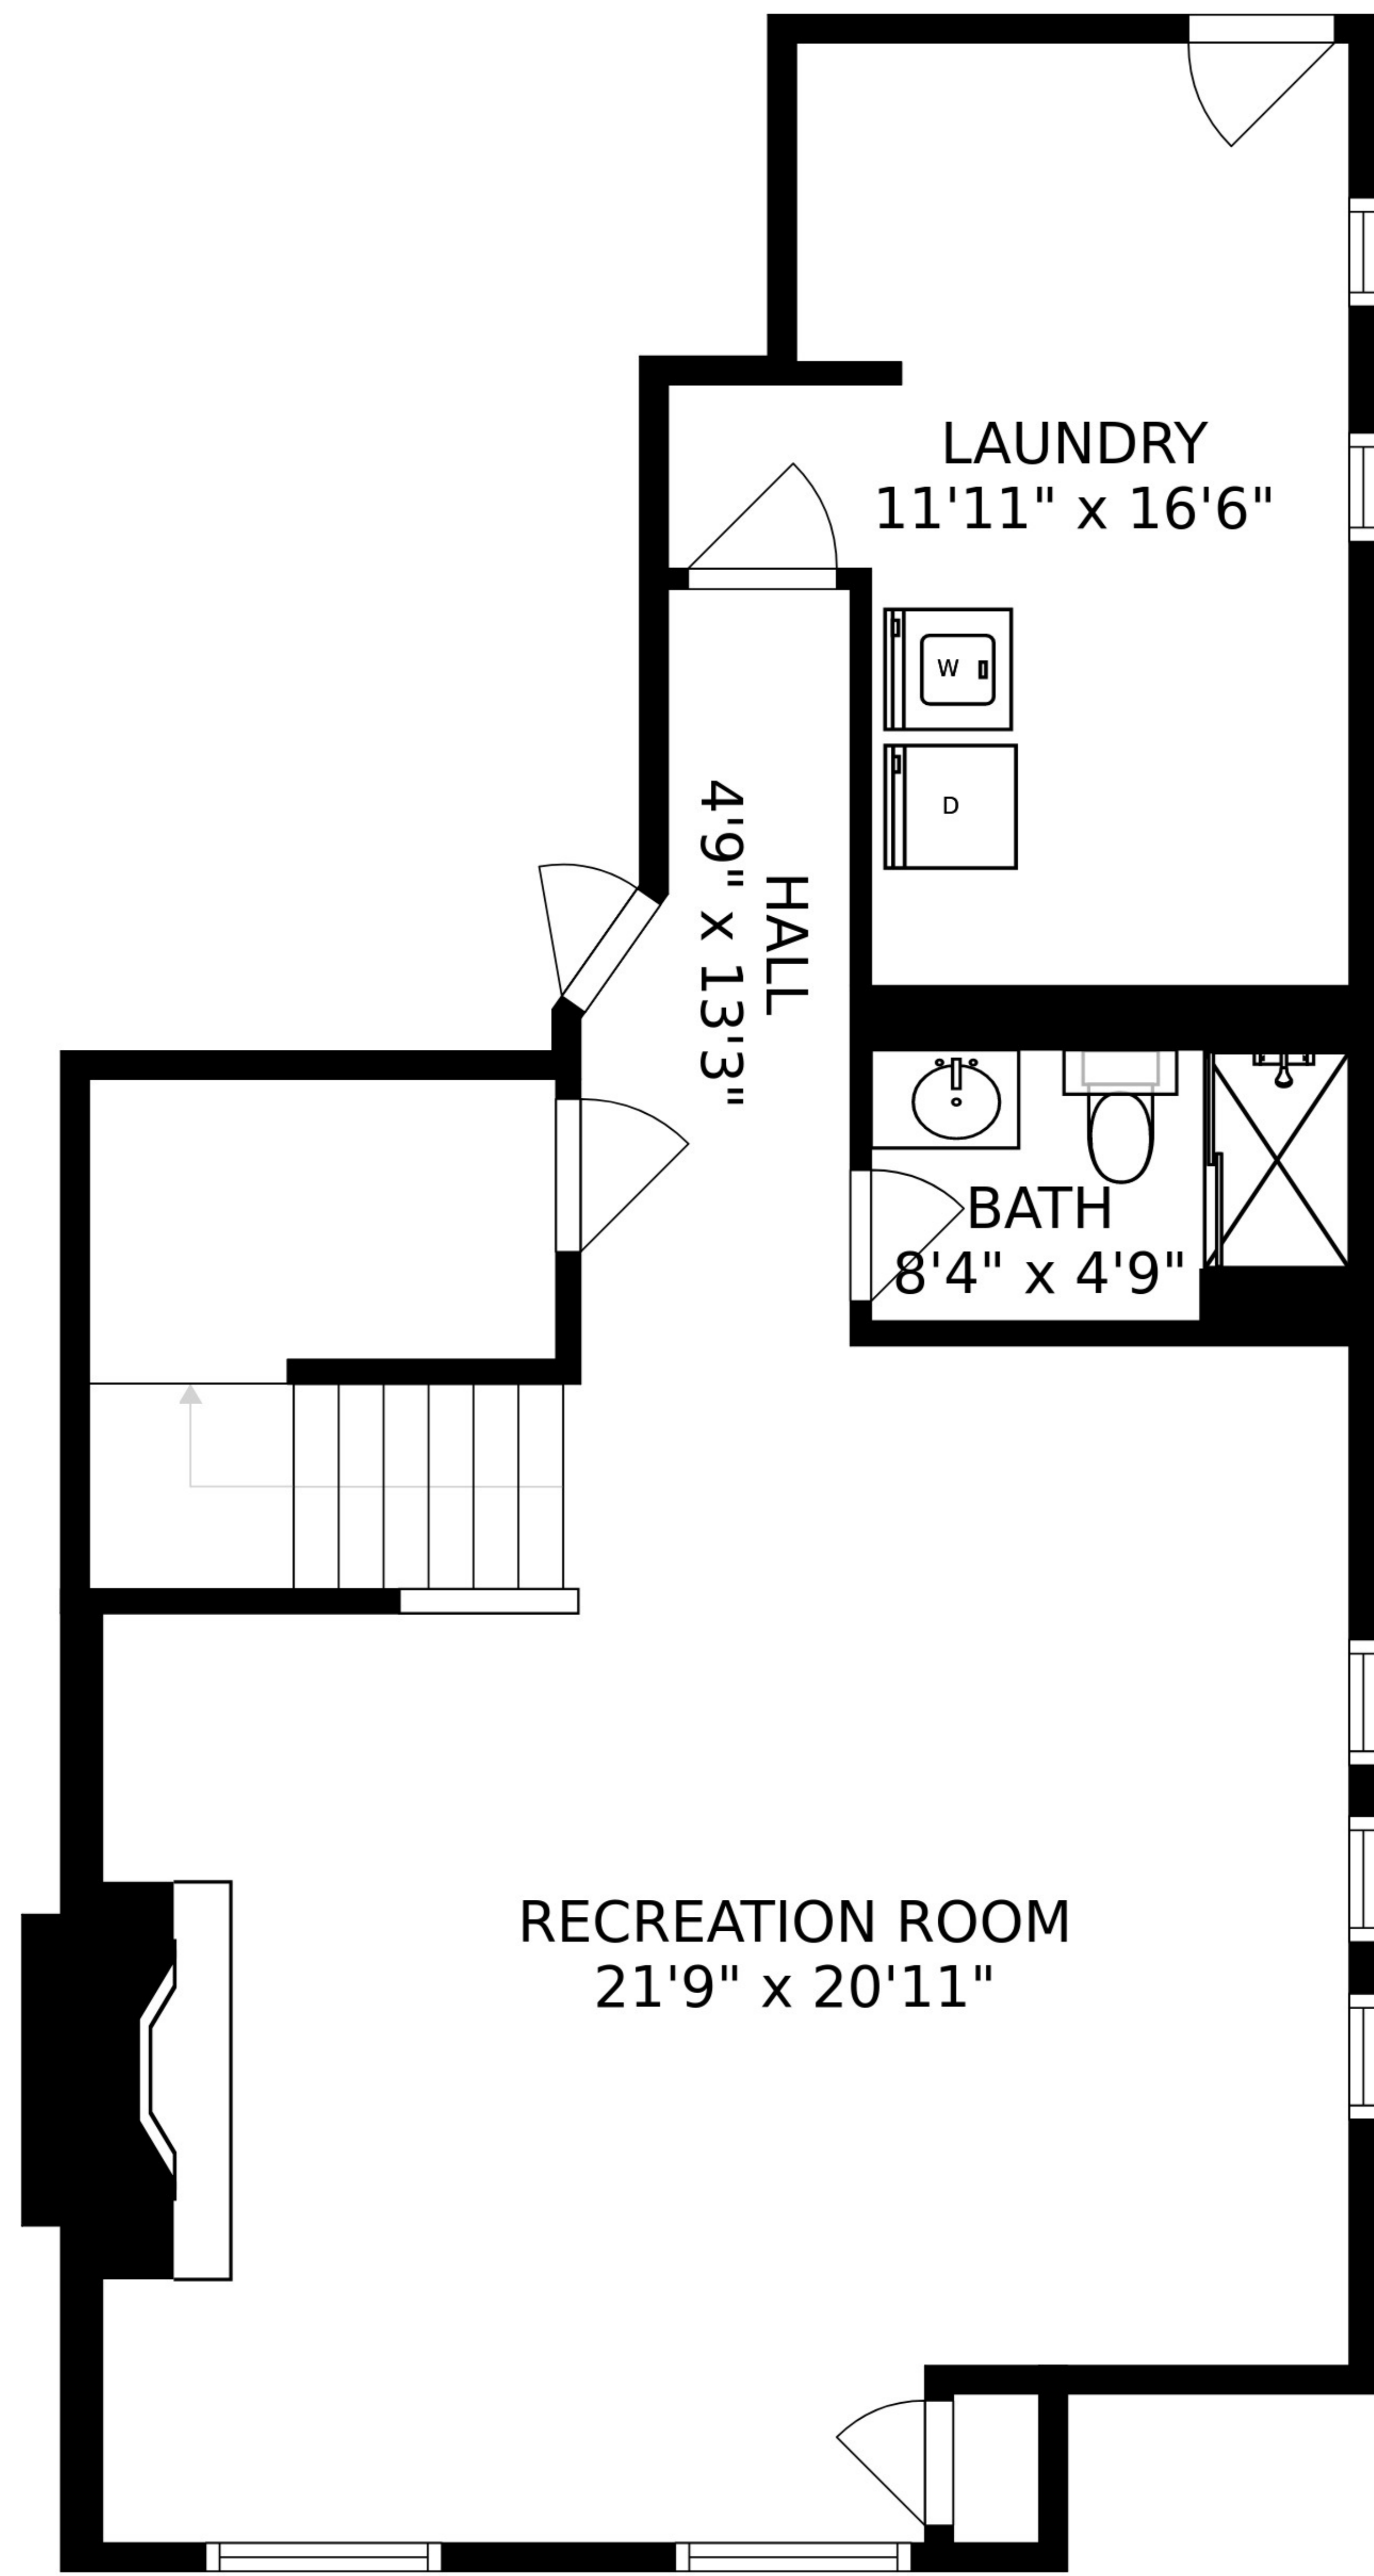 LAUNDRY
11'11" x 16'6"
W
D
HALL
4'9" x 13'3"
BATH
8'4" x 4'9"
RECREATION ROOM
21'9" x 20'11"